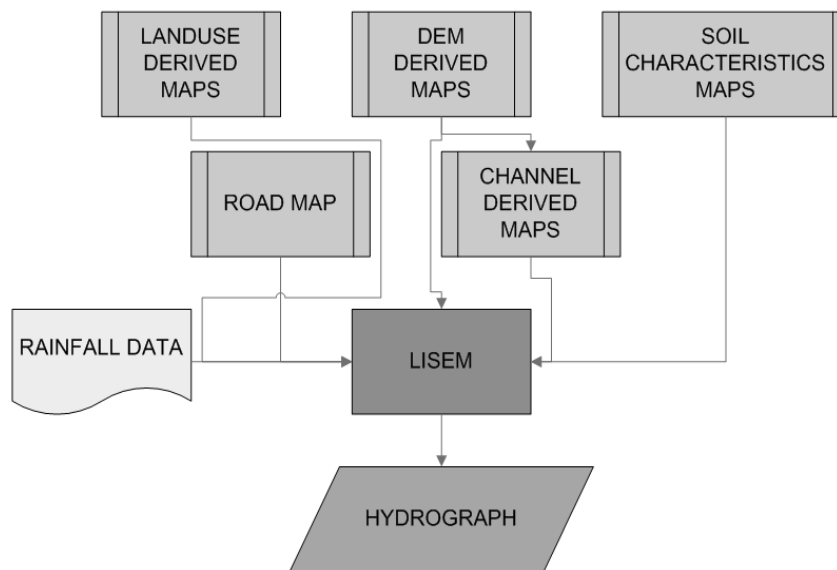 LANDUSE
DERIVED
MAPS
DEM
DERIVED
MAPS
SOIL
CHARACTERISTICS
MAPS
ROAD MAP
CHANNEL
DERIVED
MAPS
RAINFALL DATA
LISEM
HYDROGRAPH